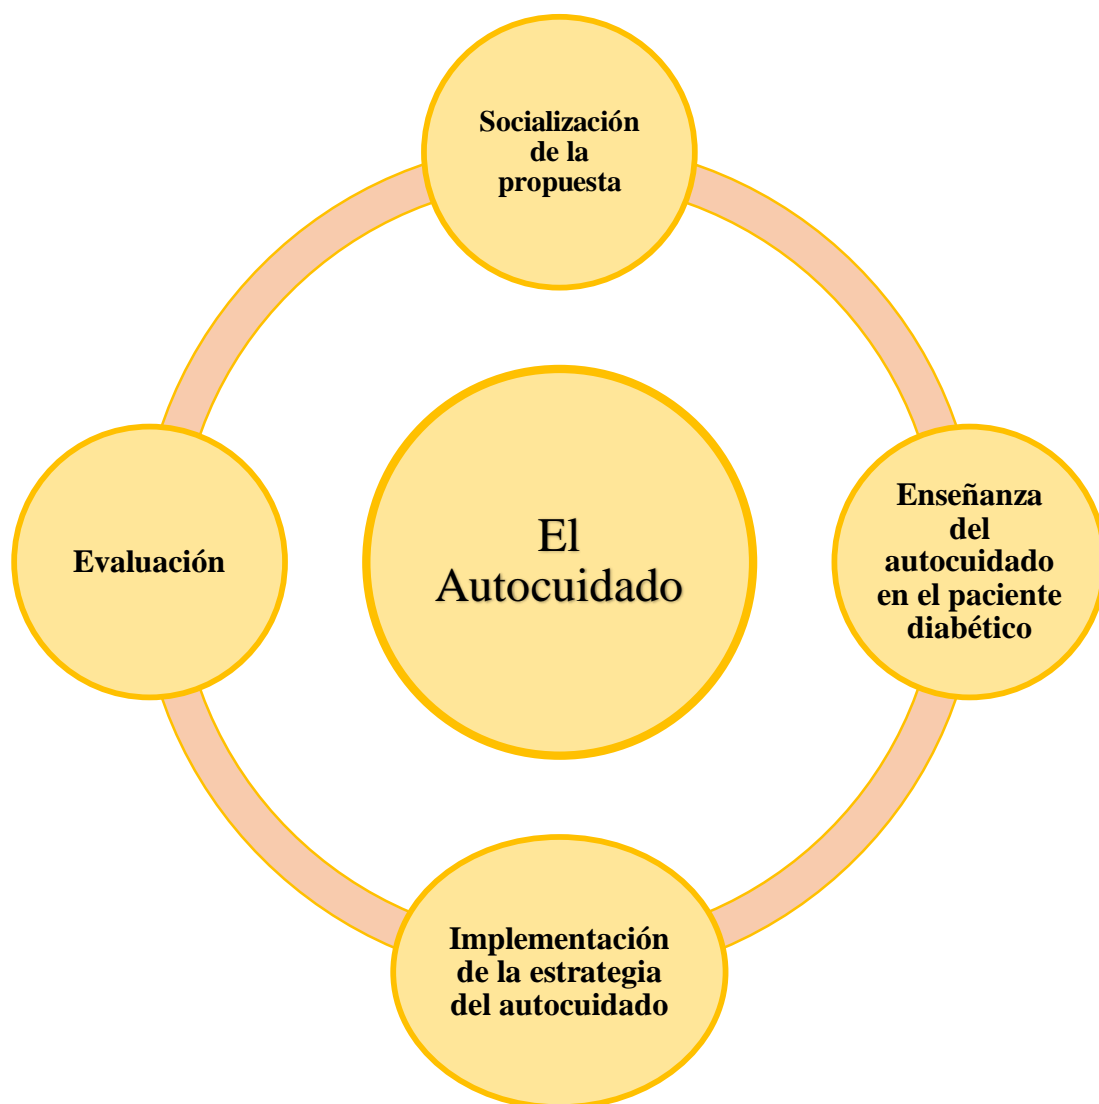 Socialización
de la
propuesta
Enseñanza
del
autocuidado
en el paciente
diabético
Implementación
de la estrategia
del autocuidado
Evaluación
El
Autocuidado